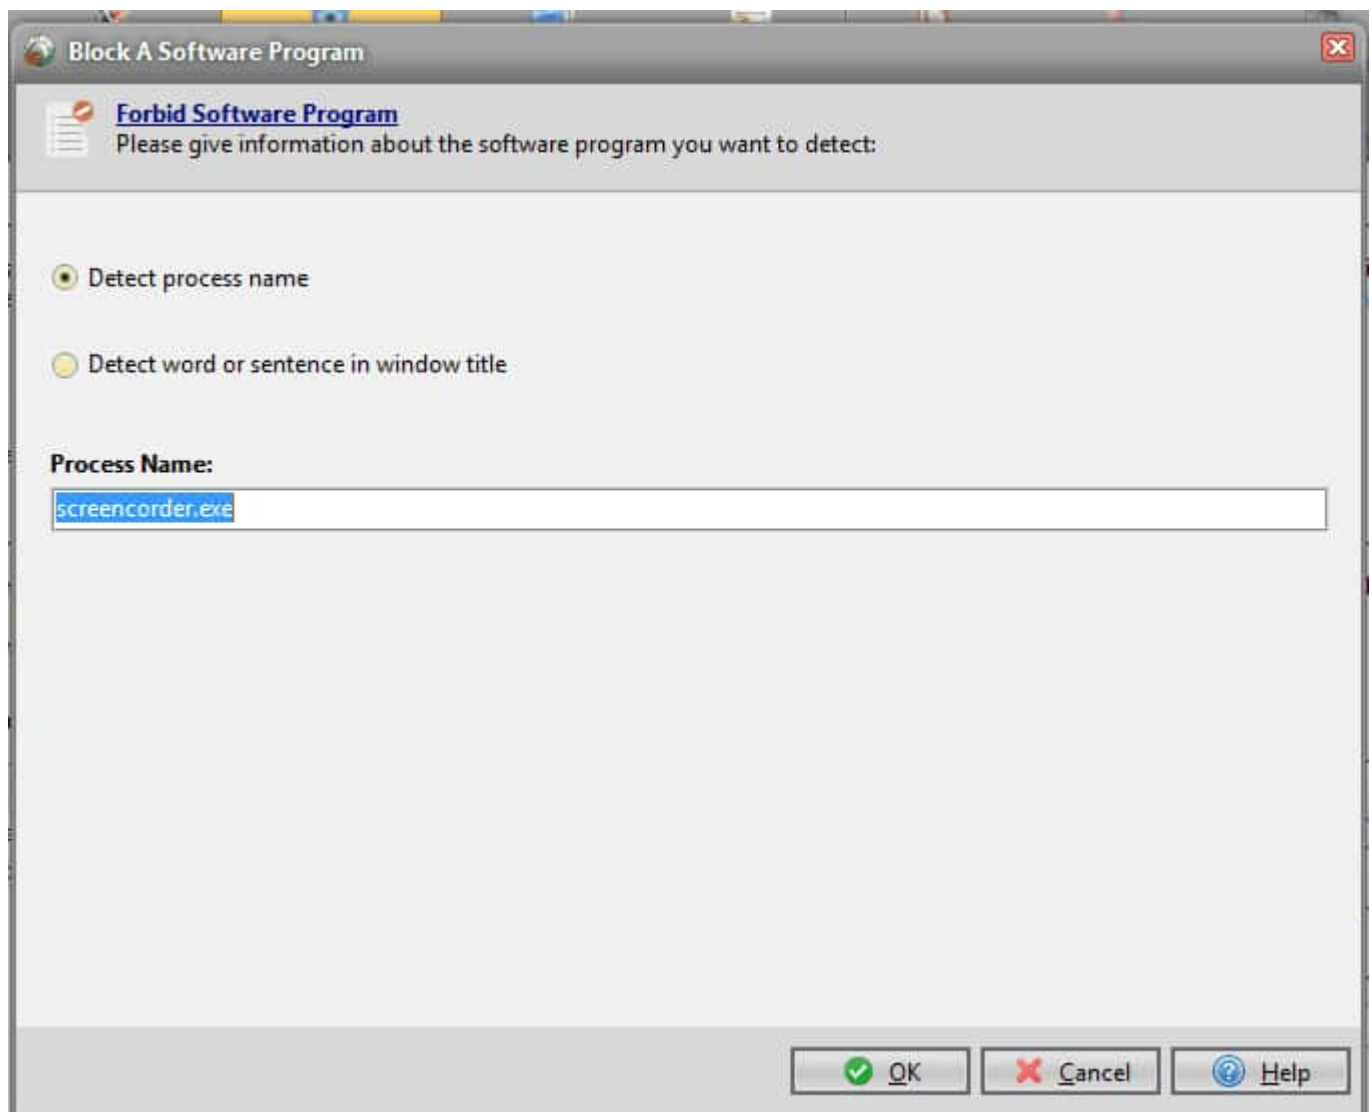 Block A Software Program
Forbid Software Program
Please give information about the software program you want to detect:
Detect process name
Detect word or sentence in window title
Process Name:
screencorder.exe
OK
Cancel
Help